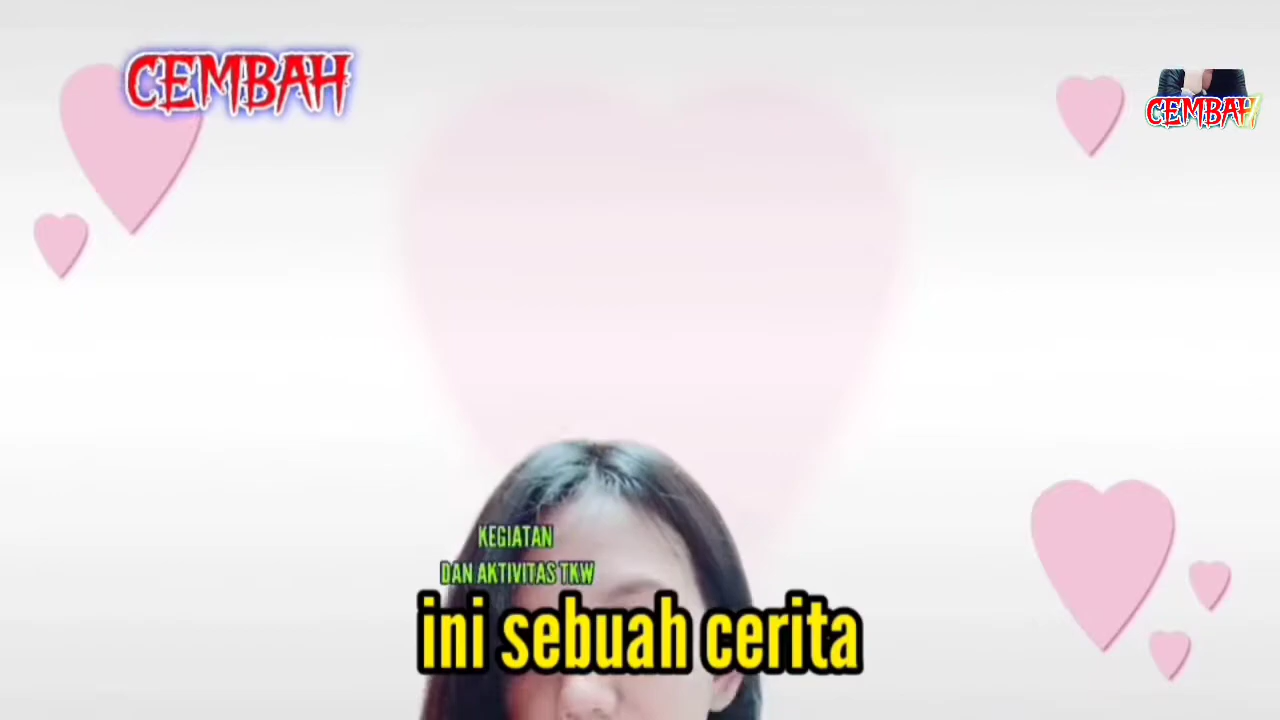 CEMBAH
CEMBAH
KEGIATAN
DAN AKTIVITAS TKW
ini sebuah cerita